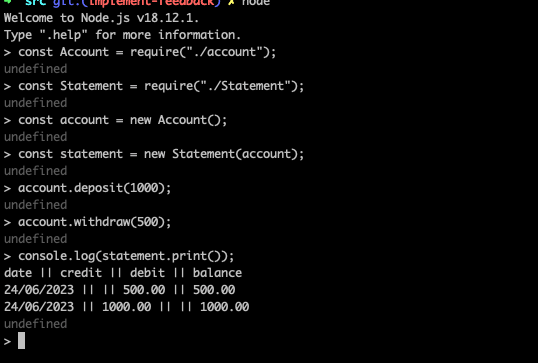 ➜ src git:(implement-feedback) ✗ node
Welcome to Node.js v18.12.1.
Type ".help" for more information.
> const Account = require("./account");
undefined
> const Statement = require("./Statement");
undefined
> const account = new Account();
undefined
> const statement = new Statement(account);
undefined
> account.deposit(1000);
undefined
> account.withdraw(500);
undefined
> console.log(statement.print());
date || credit || debit || balance
24/06/2023 || || 500.00 || 500.00
24/06/2023 || 1000.00 || || 1000.00
undefined
>